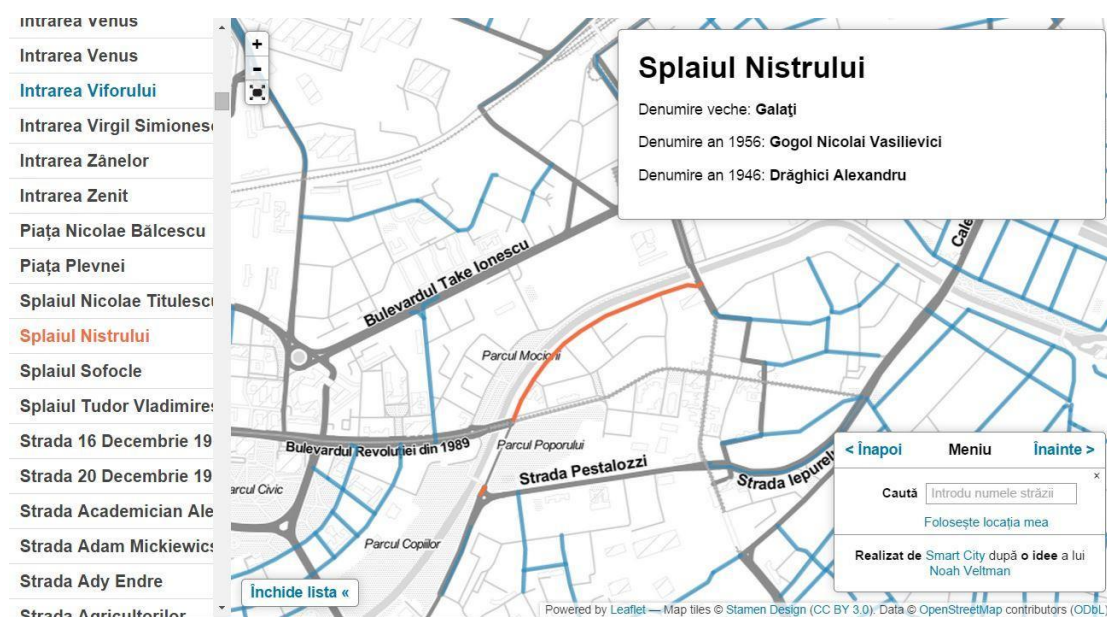 Intrarea Venus
Intrarea Venus
Intrarea Viforului
Intrarea Virgil Simiones
Intrarea Zânelor
Intrarea Zenit
Piața Nicolae Bălcescu
Piața Plevnei
Splaiul Nicolae Titulescu
Splaiul Nistrului
Splaiul Sofocle
Splaiul Tudor Vladimires
Strada 16 Decembrie 19
Strada 20 Decembrie 19
Strada Academician Ale
Strada Adam Mickiewics
Strada Ady Endre
Strada Agricultorilor
+
-
Splaiul Nistrului
Denumire veche: Galaţi
Denumire an 1956: Gogol Nicolai Vasilievici
Denumire an 1946: Drăghici Alexandru
Bulevardul Take Ionescu
Cale
Parcul Mocioni
Bulevardul Revoluției din 1989
Parcul Poporului
Strada Pestalozzi
Strada Iepurel
arcul Civic
Parcul Copiilor
< Înapoi Meniu Înainte >
×
Caută Introdu numele străzii
Folosește locația mea
Realizat de Smart City după o idee a lui
Noah Veltman
Închide lista «
Powered by Leaflet — Map tiles © Stamen Design (CC BY 3.0). Data © OpenStreetMap contributors (ODbL)